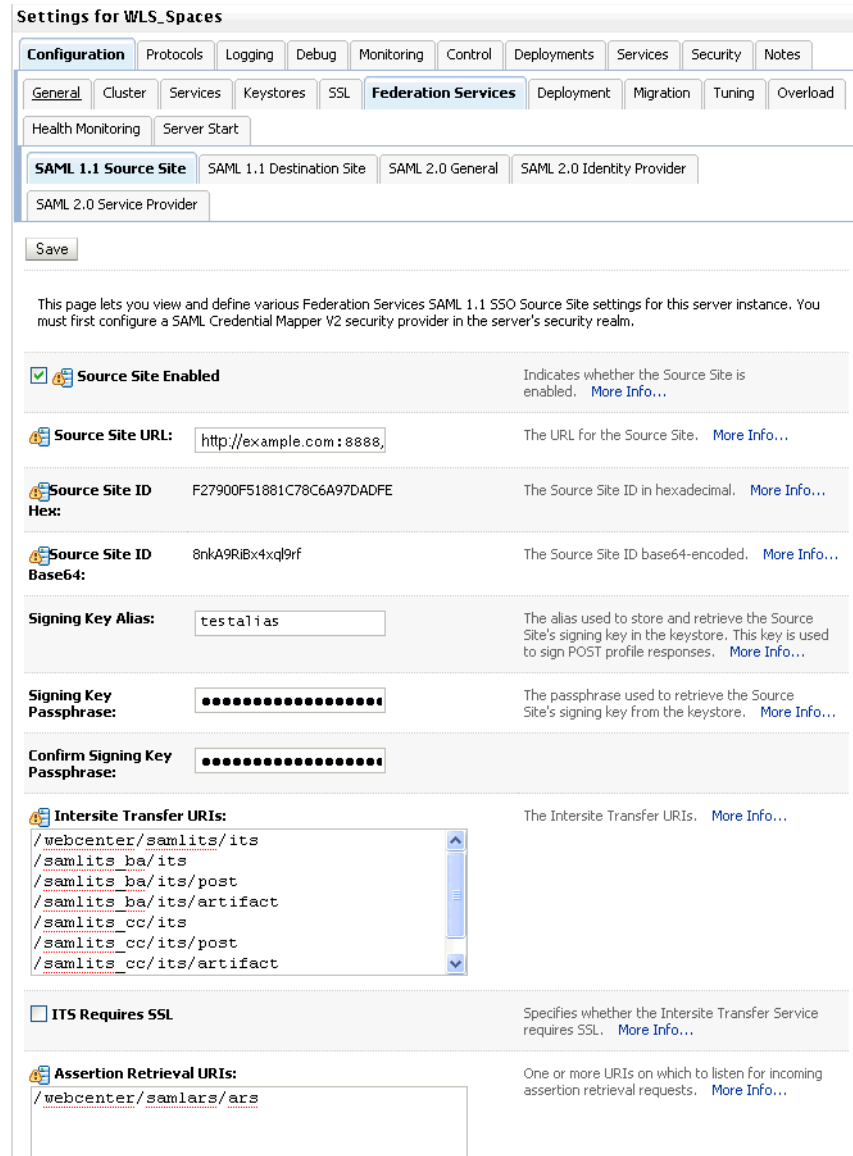 Settings for WLS_Spaces
Configuration Protocols Logging Debug Monitoring Control Deployments Services Security Notes
General Cluster Services Keystores SSL Federation Services Deployment Migration Tuning Overload
Health Monitoring Server Start
SAML 1.1 Source Site SAML 1.1 Destination Site SAML 2.0 General SAML 2.0 Identity Provider
SAML 2.0 Service Provider
Save
This page lets you view and define various Federation Services SAML 1.1 SSO Source Site settings for this server instance. You
must first configure a SAML Credential Mapper V2 security provider in the server's security realm.
Source Site Enabled
Indicates whether the Source Site is
enabled. More Info...
Source Site URL:
http://example.com:8888,
The URL for the Source Site. More Info...
Source Site ID
Hex:
F27900F51881C78C6A97DADFE
The Source Site ID in hexadecimal. More Info...
Source Site ID
Base64:
8nkA9RiBx4xql9rf
The Source Site ID base64-encoded. More Info...
Signing Key Alias:
testalias
The alias used to store and retrieve the Source
Site's signing key in the keystore. This key is used
to sign POST profile responses. More Info...
Signing Key
Passphrase:
The passphrase used to retrieve the Source
Site's signing key from the keystore. More Info...
Confirm Signing Key
Passphrase:
Intersite Transfer URIs:
The Intersite Transfer URIs. More Info...
/webcenter/samlits/its
/samlits_ba/its
/samlits_ba/its/post
/samlits_ba/its/artifact
/samlits_cc/its
/samlits_cc/its/post
/samlits_cc/its/artifact
ITS Requires SSL
Specifies whether the Intersite Transfer Service
requires SSL. More Info...
Assertion Retrieval URIs:
One or more URIs on which to listen for incoming
assertion retrieval requests. More Info...
/webcenter/samlars/ars